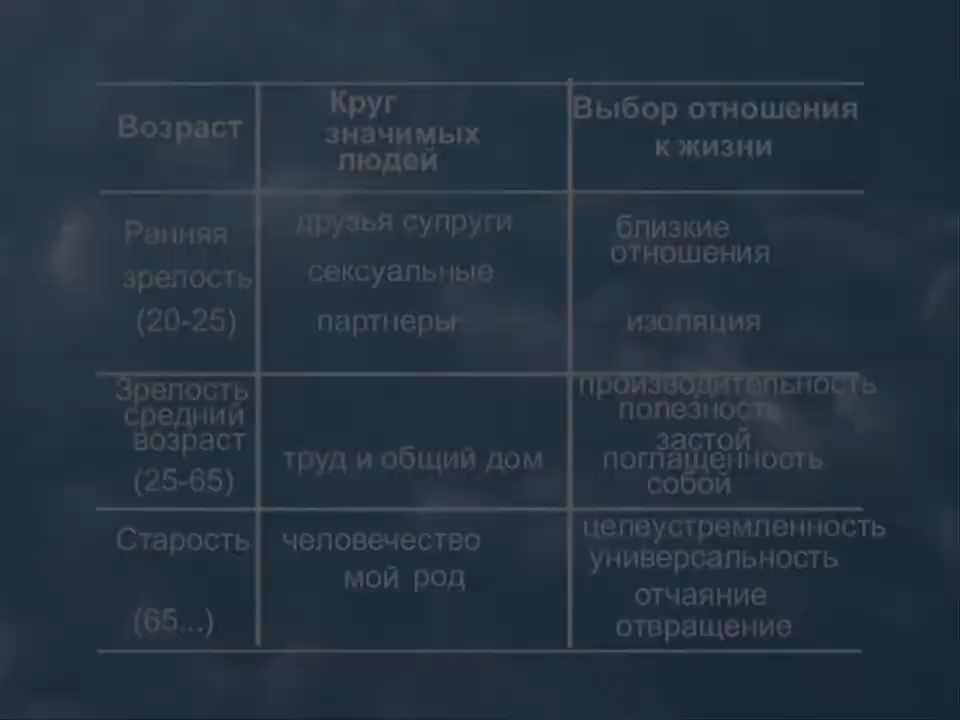 Возраст
Круг
значимых
людей
Выбор отношения
к жизни
Ранняя
зрелость
(20-25)
друзья супруги
сексуальные
партнеры
близкие
отношения
изоляция
Зрелость
средний
возраст
(25-65)
труд и общий дом
производительность
полезность
застой
поглащенность
собой
Старость
(65...)
человечество
мой род
целеустремленность
универсальность
отчаяние
отвращение